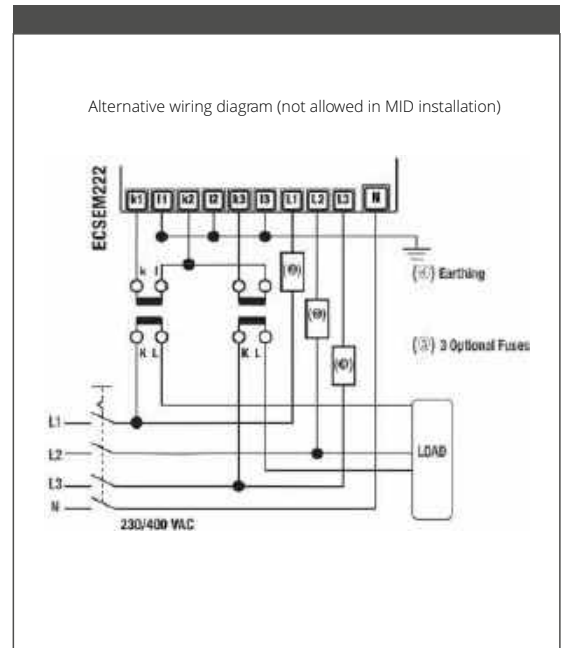 Alternative wiring diagram (not allowed in MID installation)
ECSEM222
k1 l1 k2 l2 k3 l3 L1 L2 L3 N
k l
Earthing
3 Optional Fuses
K L
K L
L1
L2
L3
N
LOAD
230/400 VAC